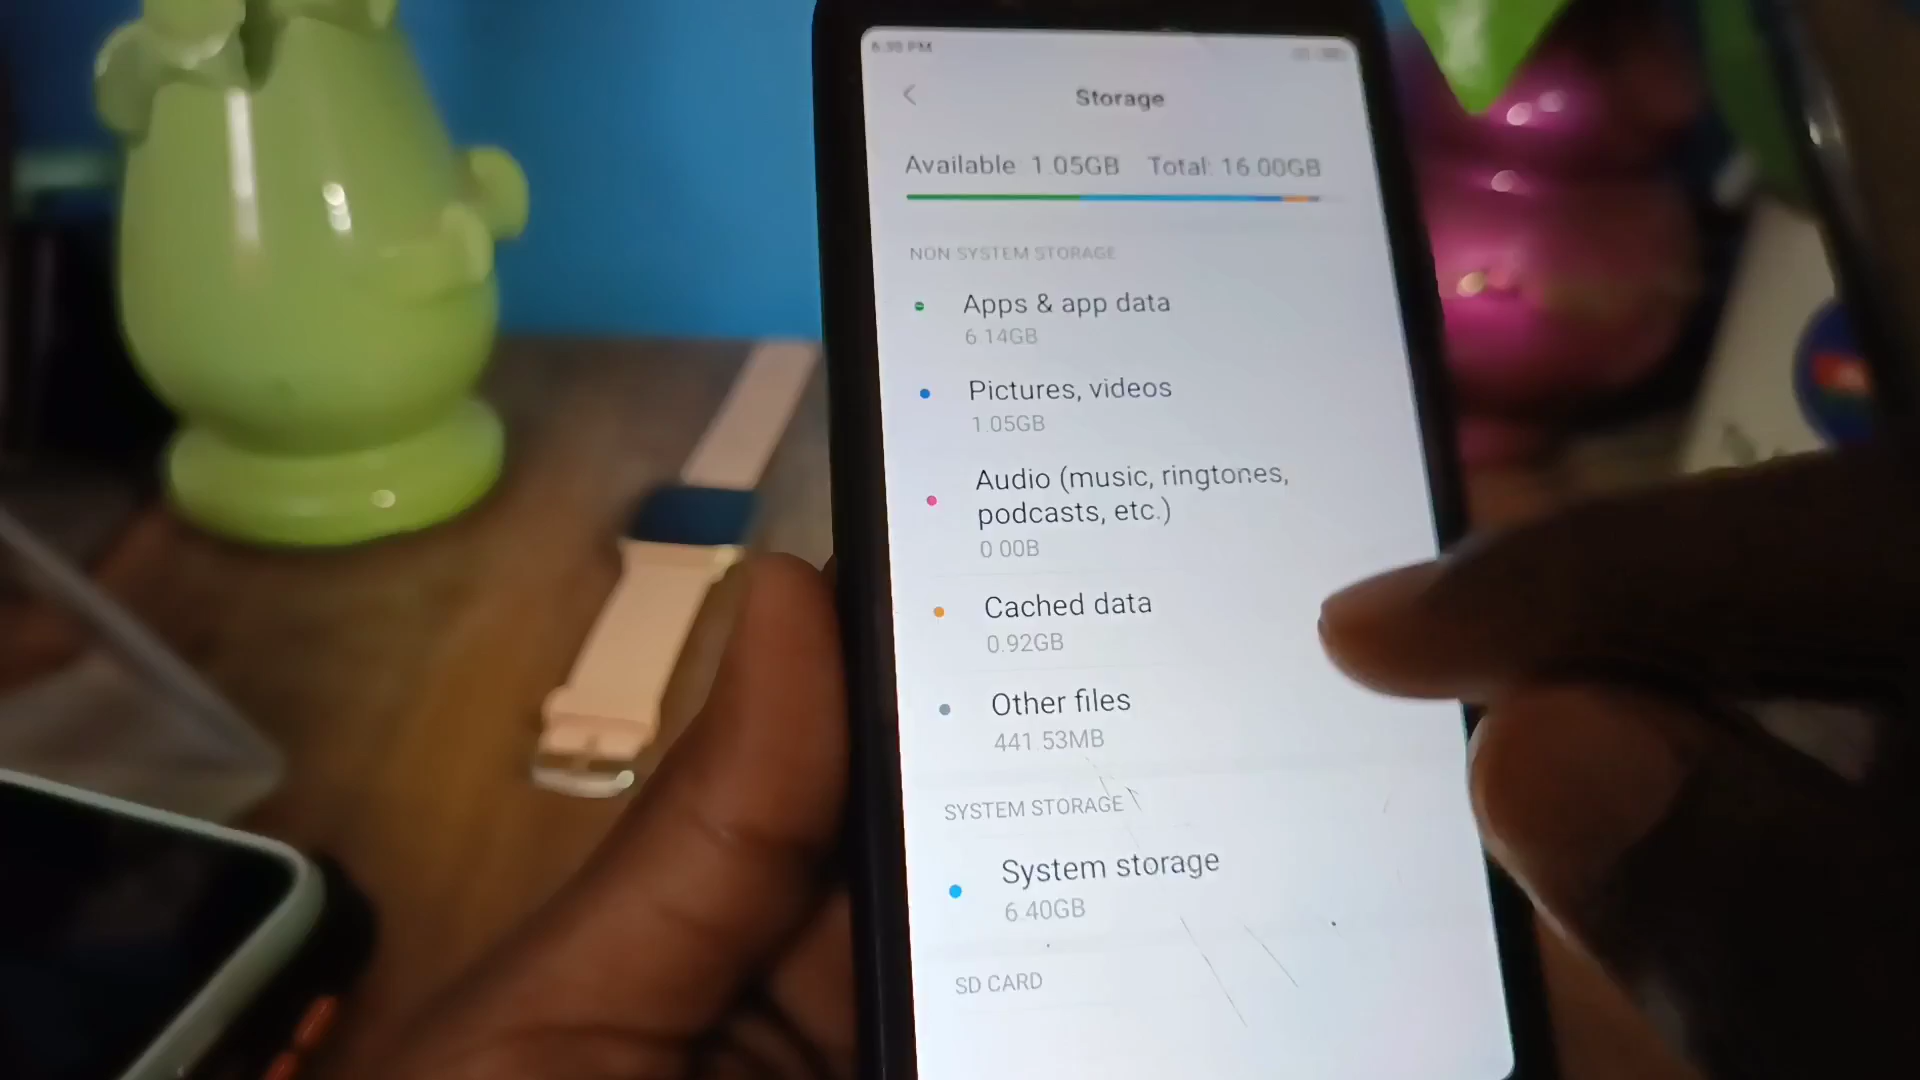 Storage
Available 1.05GB Total: 16.00GB
NON SYSTEM STORAGE
Apps & app data
6.14GB
Pictures, videos
1.05GB
Audio (music, ringtones,
podcasts, etc.)
0.00B
Cached data
0.92GB
Other files
441.53MB
SYSTEM STORAGE
System storage
6.40GB
SD CARD